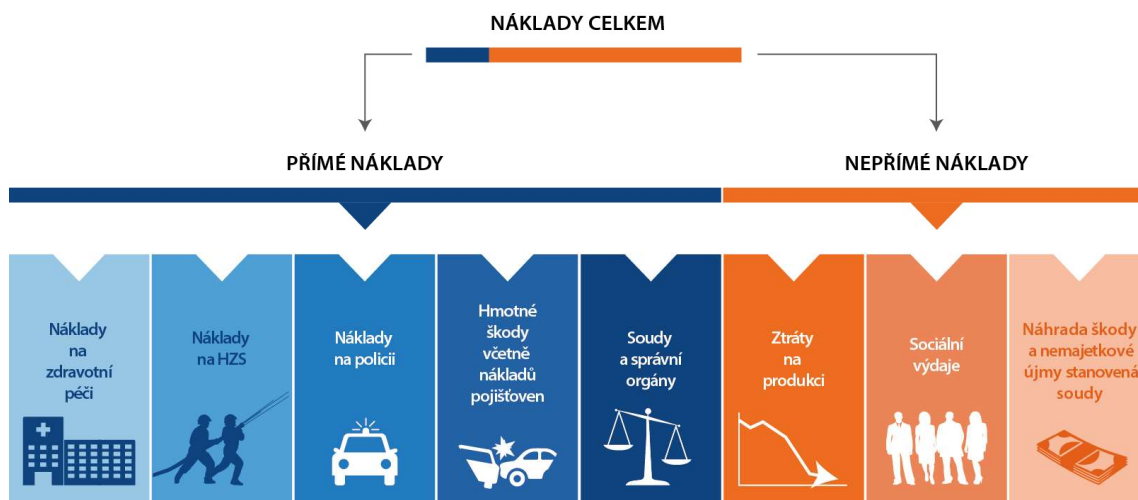 NÁKLADY CELKEM
PŘÍMÉ NÁKLADY
NEPŘÍMÉ NÁKLADY
Náklady
na
zdravotní
péči
Náklady
na HZS
Náklady
na policii
Hmotné
škody
včetně
nákladů
pojišťoven
Soudy
a správní
orgány
Ztráty
na
produkci
Sociální
výdaje
Náhrada škody
a nemajetkové
újmy stanovená
soudy